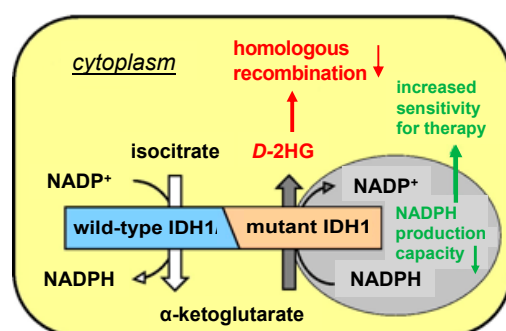 cytoplasm
homologous
recombination
increased
sensitivity
for therapy
isocitrate
D-2HG
NADP+
NADP+
wild-type IDH1/
mutant IDH1
NADPH
production
capacity
NADPH
NADPH
α-ketoglutarate